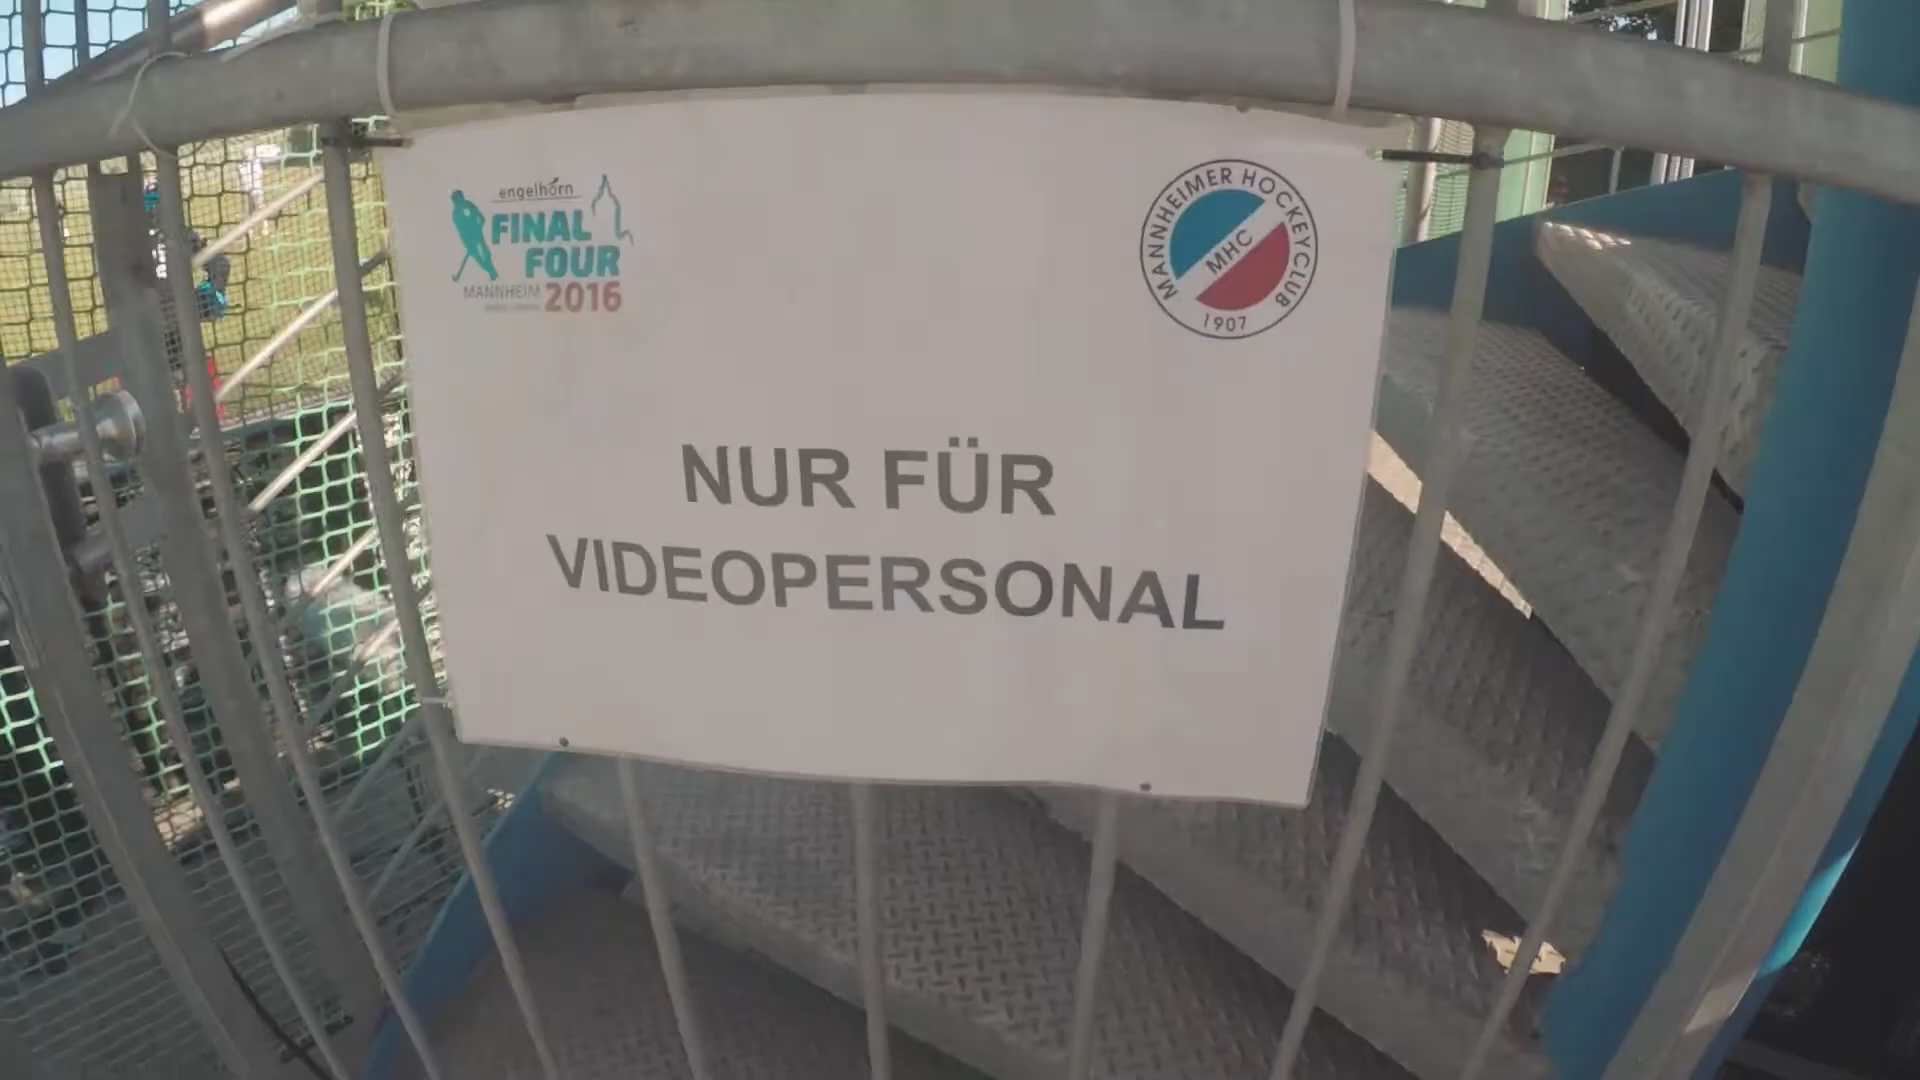 engelhorn
FINAL
FOUR
MANNHEIM 2016
MANNHEIMER HOCKEYCLUB
MHC
1907
NUR FÜR
VIDEOPERSONAL